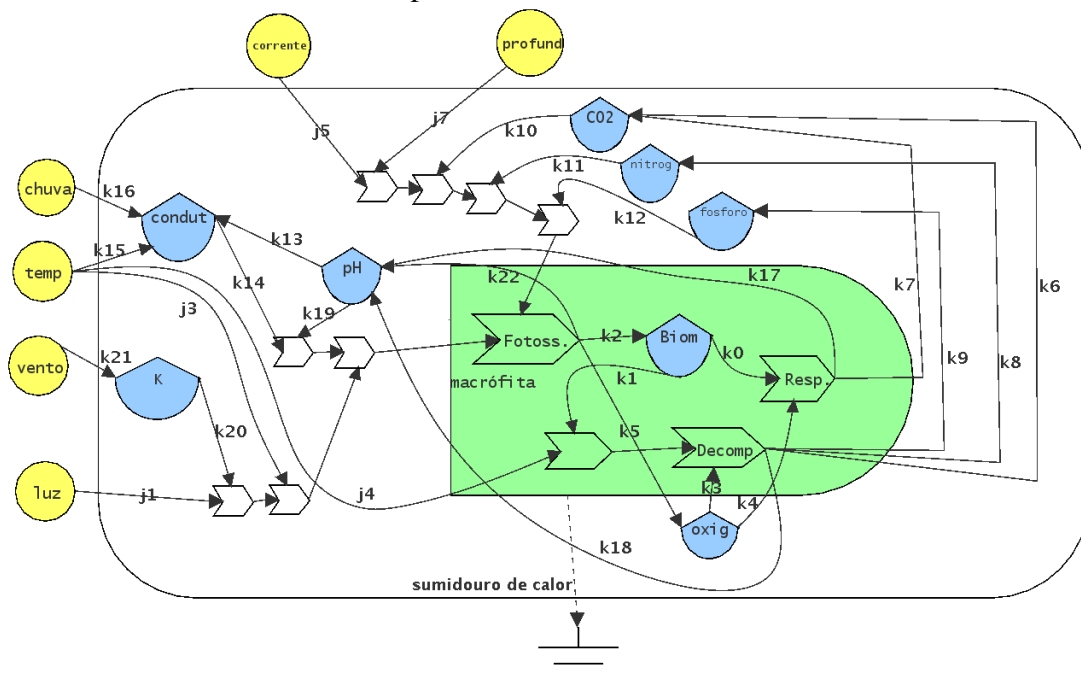 corrente
profund
CO2
j7
j5
k10
k11
nitrog
chuva
k16
condut
k12
fosforo
k13
k15
temp
pH
k22
k17
k14
k7
k6
j3
k19
Fotoss.
k2
Biom
k0
k9
k8
vento
k21
K
macrófita
k1
Resp.
k20
k5
Decomp
luz
j1
j4
k3
k4
oxig
k18
sumidouro de calor